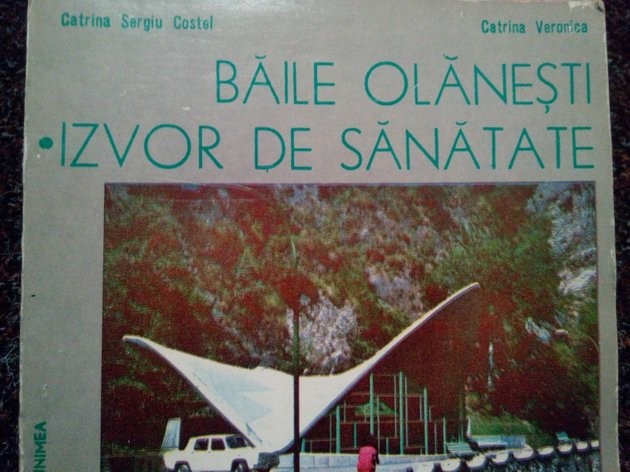 Catrina Sergiu Costel
Catrina Veronica
BĂILE OLĂNEȘTI
•IZVOR DE SĂNĂTATE